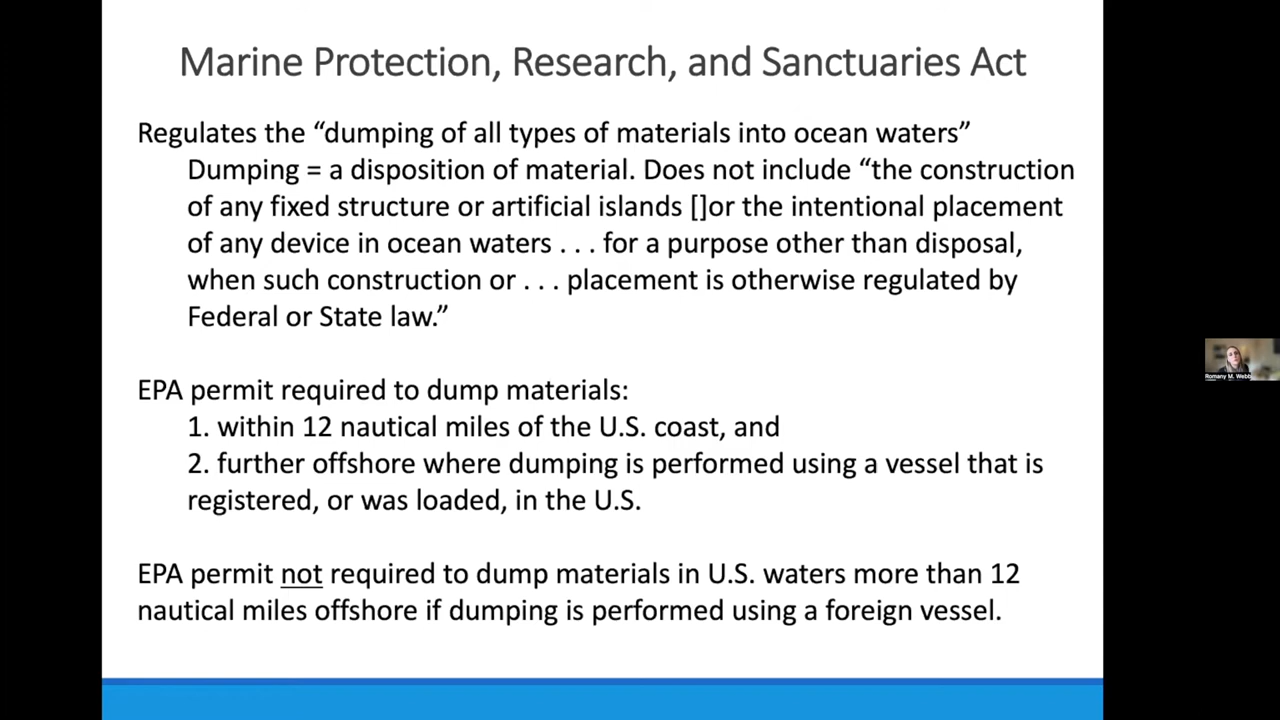 Marine Protection, Research, and Sanctuaries Act
Regulates the “dumping of all types of materials into ocean waters”
Dumping = a disposition of material. Does not include “the construction
of any fixed structure or artificial islands []or the intentional placement
of any device in ocean waters . . . for a purpose other than disposal,
when such construction or . . . placement is otherwise regulated by
Federal or State law.”
EPA permit required to dump materials:
1. within 12 nautical miles of the U.S. coast, and
2. further offshore where dumping is performed using a vessel that is
registered, or was loaded, in the U.S.
EPA permit not required to dump materials in U.S. waters more than 12
nautical miles offshore if dumping is performed using a foreign vessel.
Romany M. Webb